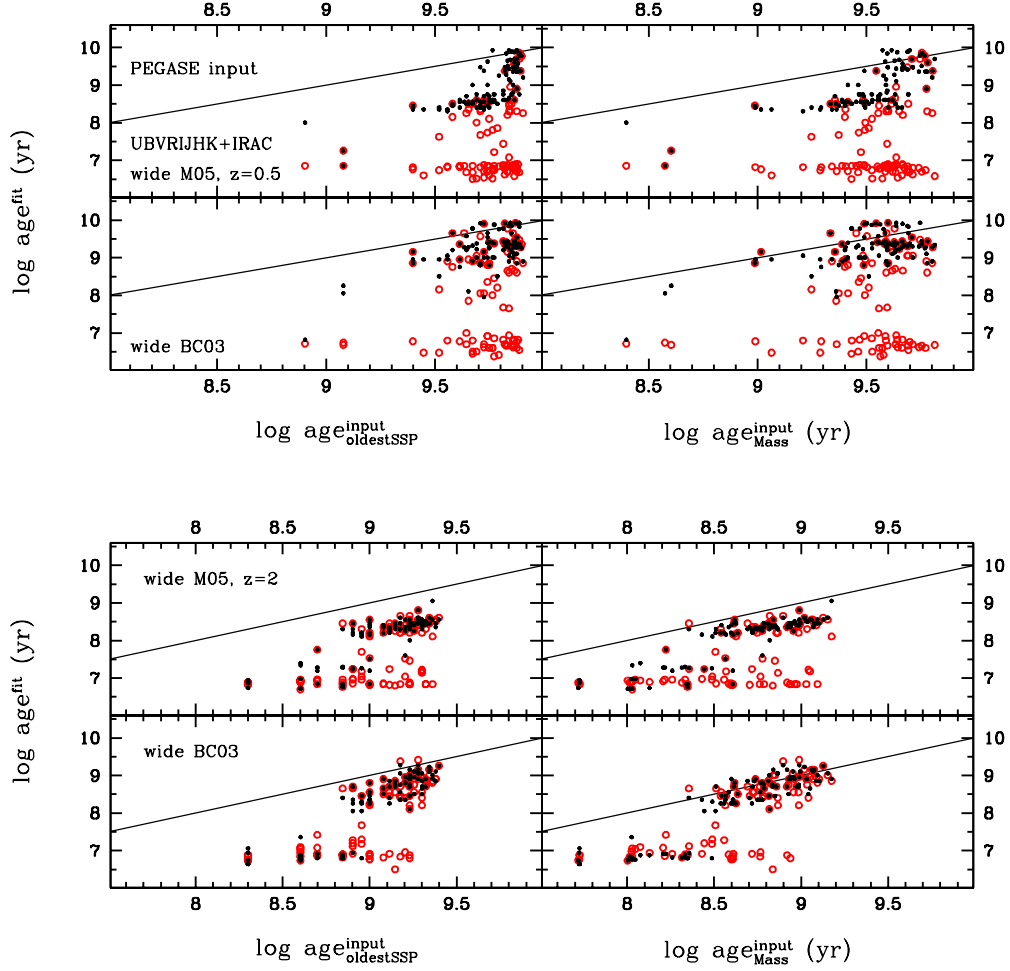 8.5 9 9.5 8.5 9 9.5
10 PEGASE input 10
9 9
8 UBVRIJHK+IRAC 8
7 wide M05, z=0.5 7
log age^fit (yr)
10 10
9 9
8 8
7 wide BC03 7
8.5 9 9.5 8.5 9 9.5
log age^input_oldestSSP log age^input_Mass (yr)
8 8.5 9 9.5 8 8.5 9 9.5
10 wide M05, z=2 10
9 9
8 8
7 7
log age^fit (yr)
10 wide BC03 10
9 9
8 8
7 7
8 8.5 9 9.5 8 8.5 9 9.5
log age^input_oldestSSP log age^input_Mass (yr)